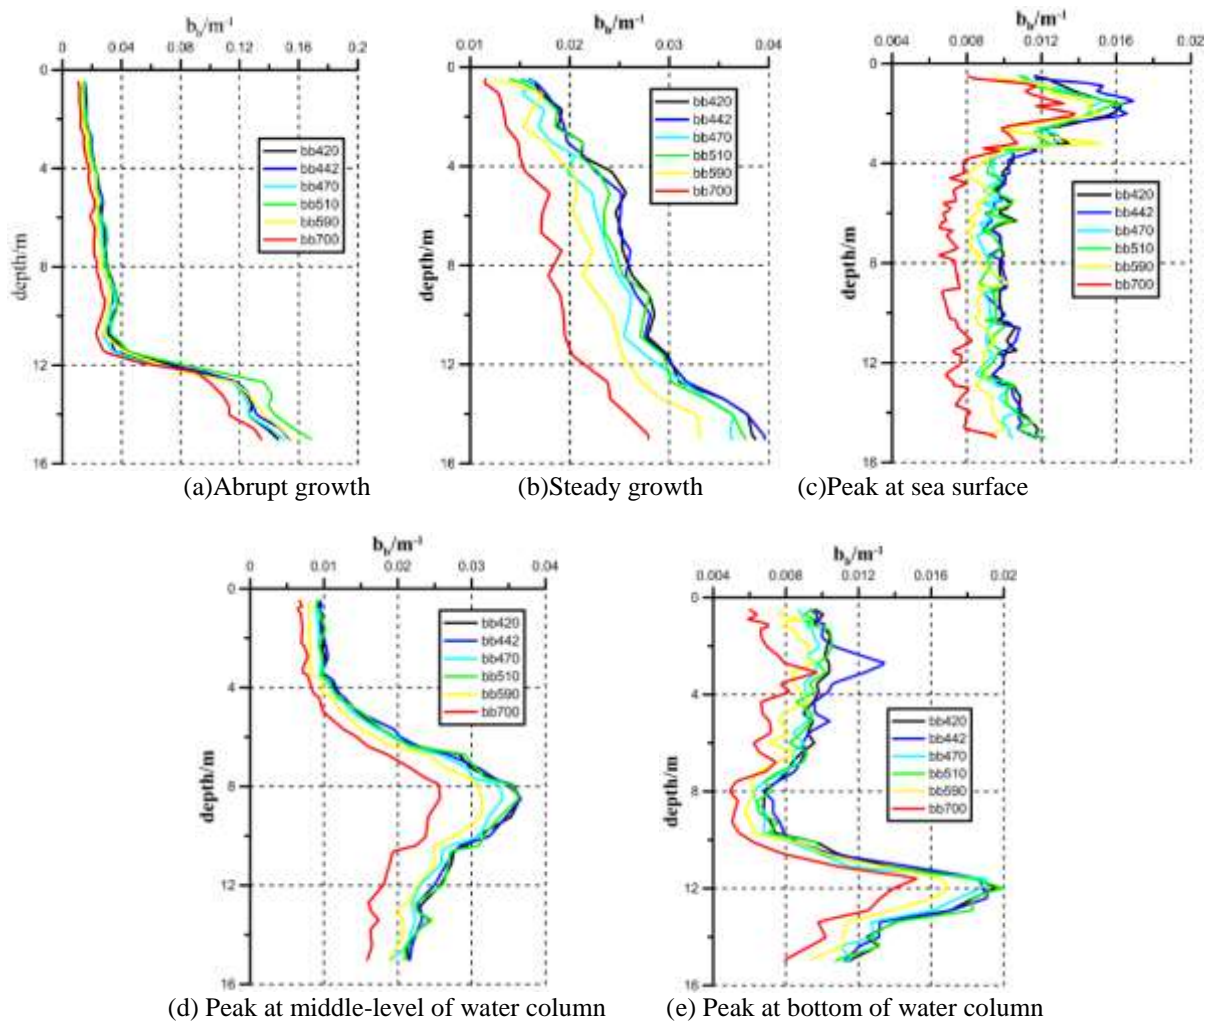 b_b/m⁻¹
0 0.04 0.08 0.12 0.16 0.2
depth/m
0
4
8
12
16
bb420
bb442
bb470
bb510
bb590
bb700
(a)Abrupt growth
b_b/m⁻¹
0.01 0.02 0.03 0.04
depth/m
0
4
8
12
16
bb420
bb442
bb470
bb510
bb590
bb700
(b)Steady growth
b_b/m⁻¹
0.004 0.008 0.012 0.016 0.02
depth/m
0
4
8
12
16
bb420
bb442
bb470
bb510
bb590
bb700
(c)Peak at sea surface
b_b/m⁻¹
0 0.01 0.02 0.03 0.04
depth/m
0
4
8
12
16
bb420
bb442
bb470
bb510
bb590
bb700
(d) Peak at middle-level of water column
b_b/m⁻¹
0.004 0.008 0.012 0.016 0.02
depth/m
0
4
8
12
16
bb420
bb442
bb470
bb510
bb590
bb700
(e) Peak at bottom of water column